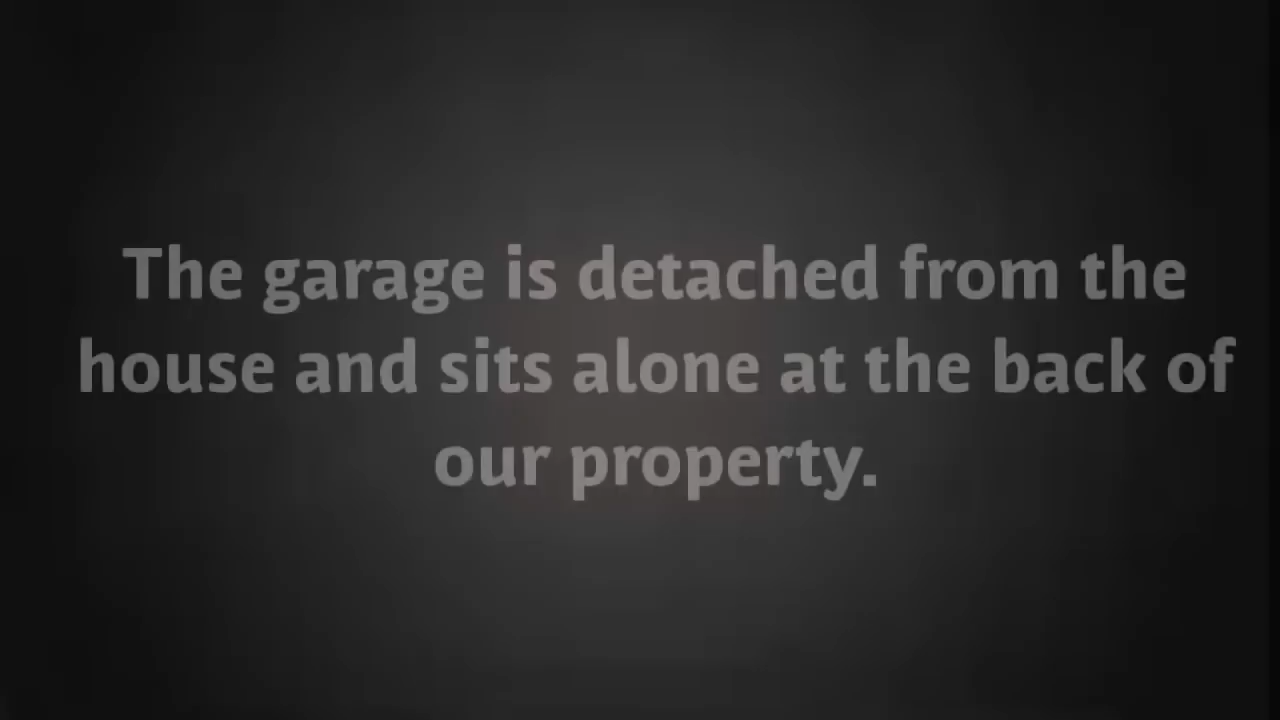 The garage is detached from the
house and sits alone at the back of
our property.